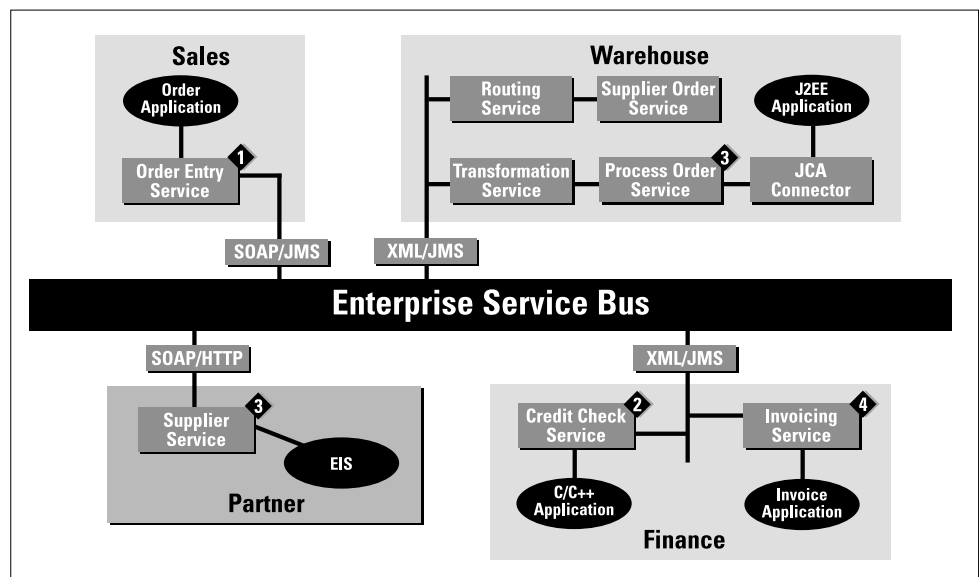 Sales
Order
Application
1
Order Entry
Service
SOAP/JMS
Warehouse
Routing
Service
Supplier Order
Service
J2EE
Application
Transformation
Service
Process Order
Service
3
JCA
Connector
XML/JMS
Enterprise Service Bus
SOAP/HTTP
Supplier
Service
3
EIS
Partner
XML/JMS
Credit Check
Service
2
Invoicing
Service
4
C/C++
Application
Invoice
Application
Finance